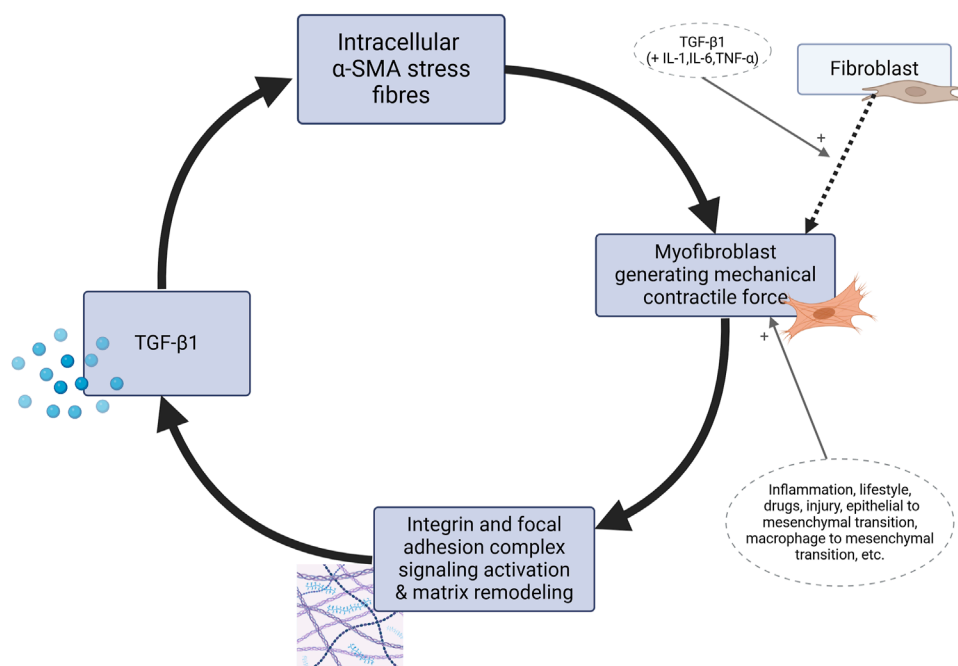 Intracellular
α-SMA stress
fibres
TGF-β1
(+ IL-1,IL-6,TNF-α)
Fibroblast
+
Myofibroblast
generating mechanical
contractile force
+
TGF-β1
Inflammation, lifestyle,
drugs, injury, epithelial to
mesenchymal transition,
macrophage to mesenchymal
transition, etc.
Integrin and focal
adhesion complex
signaling activation
& matrix remodeling